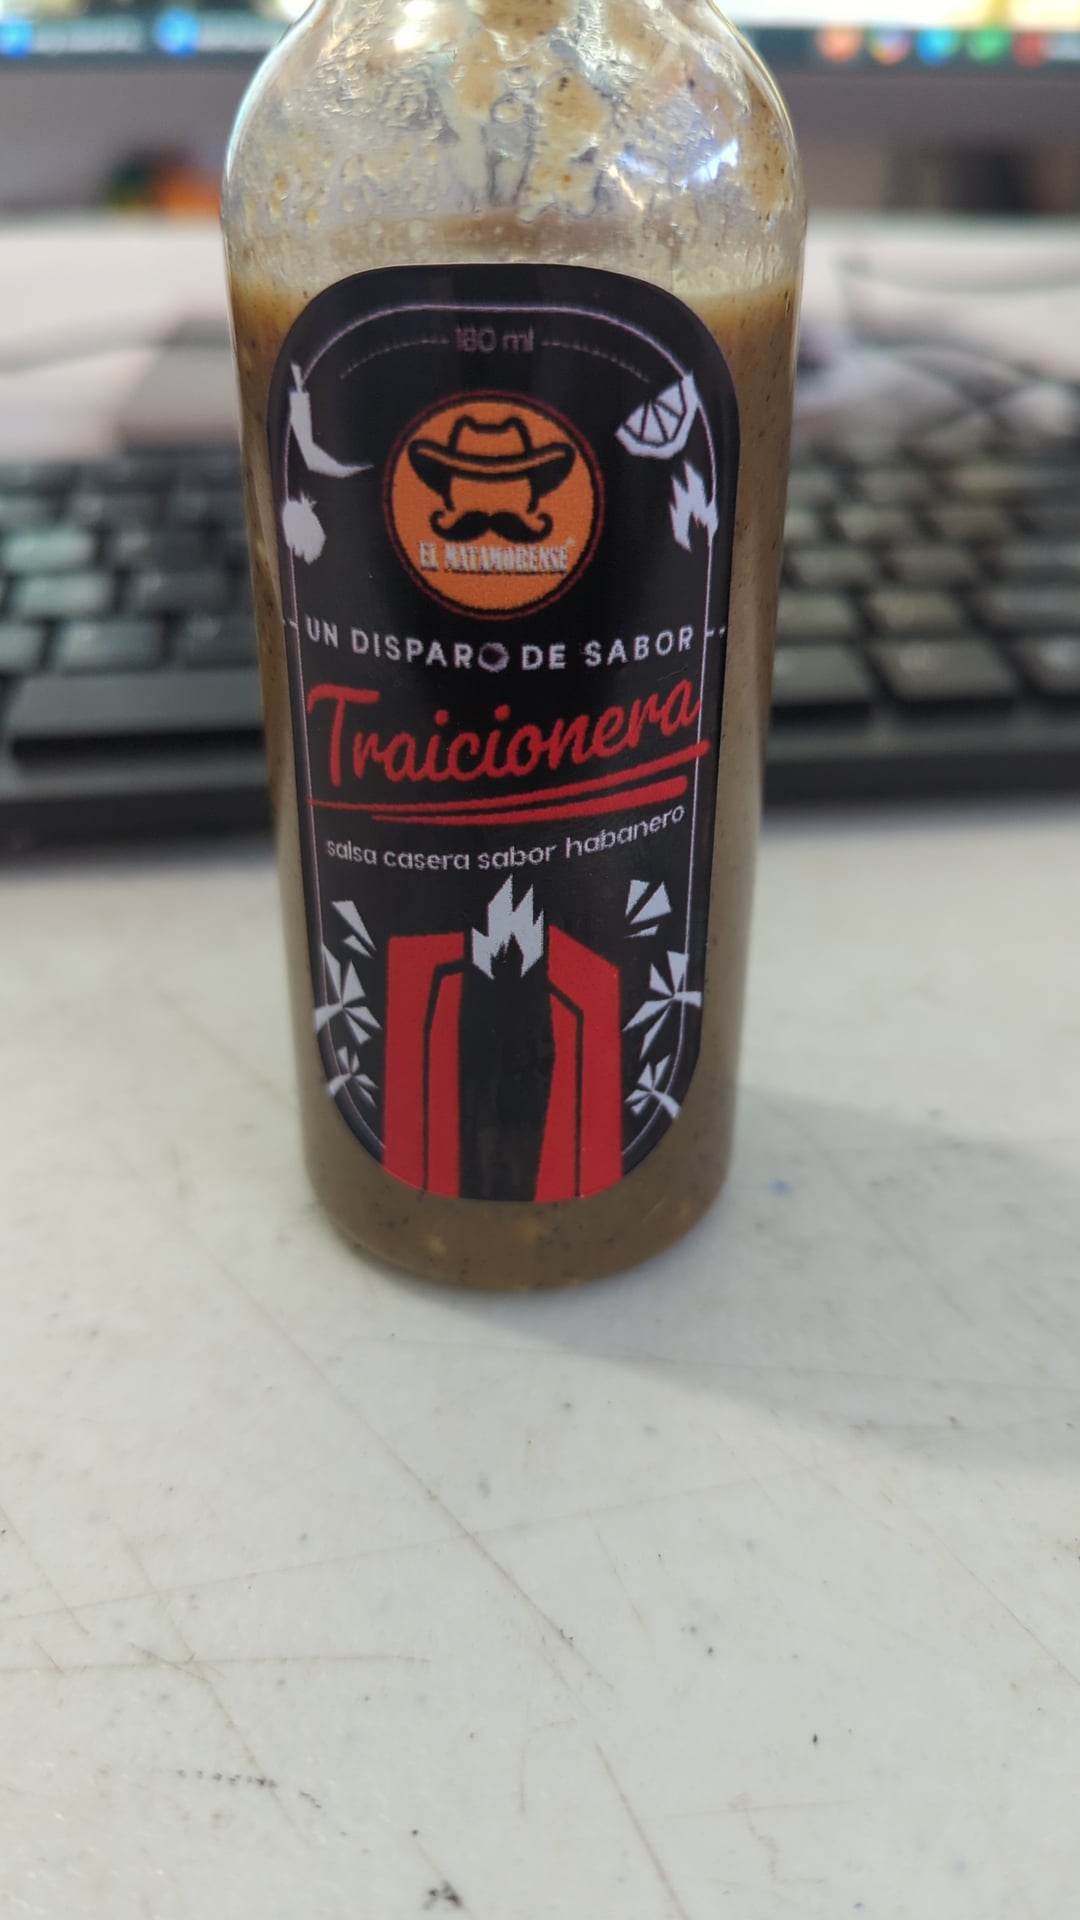 180 ml
EL MATAMORENSE
UN DISPARO DE SABOR
Traicionera
salsa casera sabor habanero